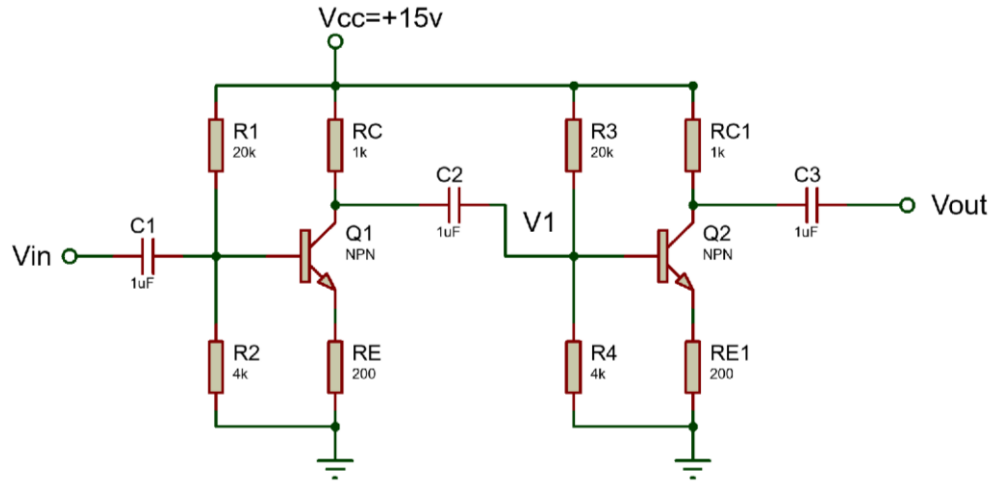 Vcc=+15v
R1
20k
RC
1k
R3
20k
RC1
1k
C2
1uF
C3
1uF
V1
Vout
C1
1uF
Vin
Q1
NPN
Q2
NPN
R2
4k
RE
200
R4
4k
RE1
200